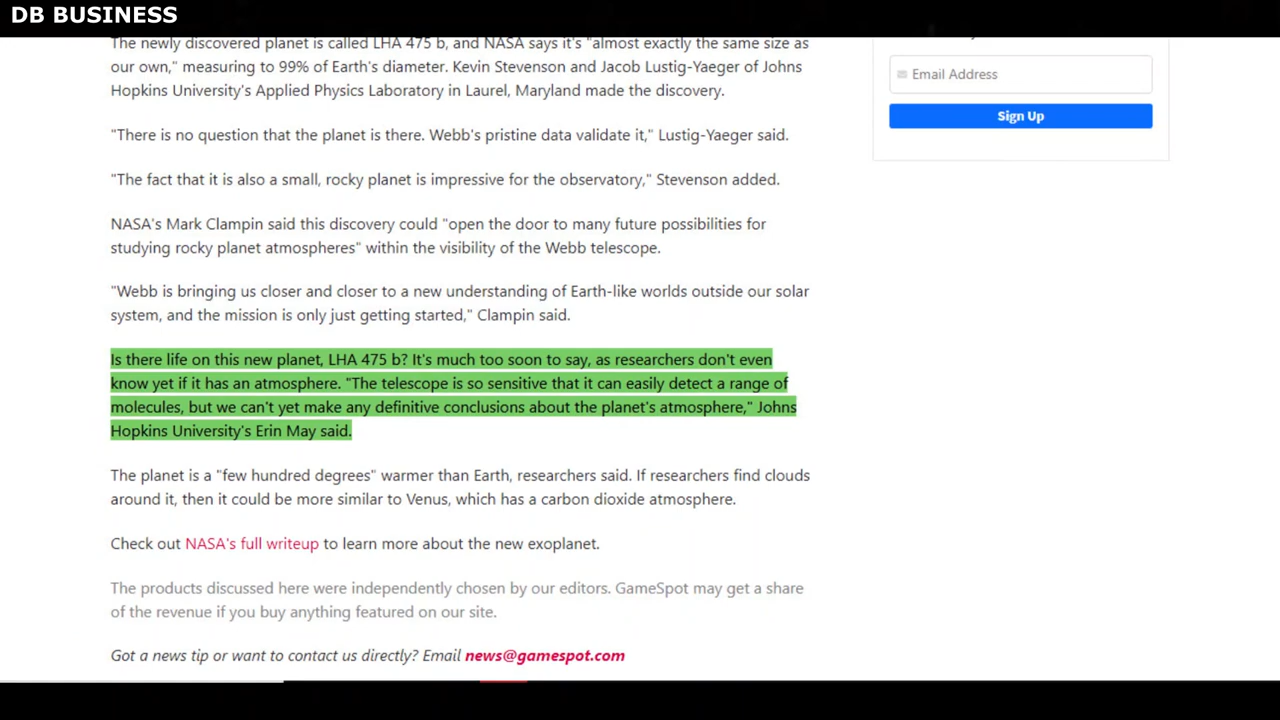 DB BUSINESS
The newly discovered planet is called LHA 475 b, and NASA says it's "almost exactly the same size as
our own," measuring to 99% of Earth's diameter. Kevin Stevenson and Jacob Lustig-Yaeger of Johns
Hopkins University's Applied Physics Laboratory in Laurel, Maryland made the discovery.
"There is no question that the planet is there. Webb's pristine data validate it," Lustig-Yaeger said.
"The fact that it is also a small, rocky planet is impressive for the observatory," Stevenson added.
NASA's Mark Clampin said this discovery could "open the door to many future possibilities for
studying rocky planet atmospheres" within the visibility of the Webb telescope.
"Webb is bringing us closer and closer to a new understanding of Earth-like worlds outside our solar
system, and the mission is only just getting started," Clampin said.
Is there life on this new planet, LHA 475 b? It's much too soon to say, as researchers don't even
know yet if it has an atmosphere. "The telescope is so sensitive that it can easily detect a range of
molecules, but we can't yet make any definitive conclusions about the planet's atmosphere," Johns
Hopkins University's Erin May said.
The planet is a "few hundred degrees" warmer than Earth, researchers said. If researchers find clouds
around it, then it could be more similar to Venus, which has a carbon dioxide atmosphere.
Check out NASA's full writeup to learn more about the new exoplanet.
The products discussed here were independently chosen by our editors. GameSpot may get a share
of the revenue if you buy anything featured on our site.
Got a news tip or want to contact us directly? Email news@gamespot.com
Email Address
Sign Up